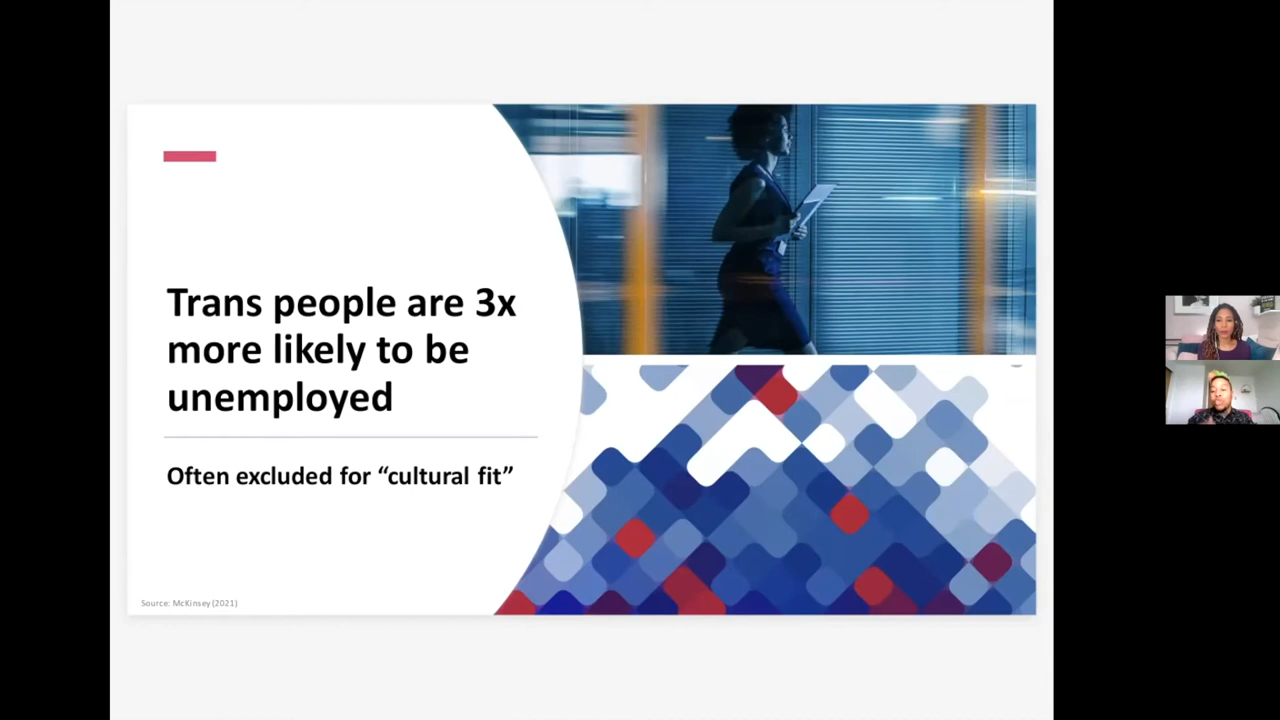 Trans people are 3x
more likely to be
unemployed
Often excluded for “cultural fit”
Source: McKinsey (2021)